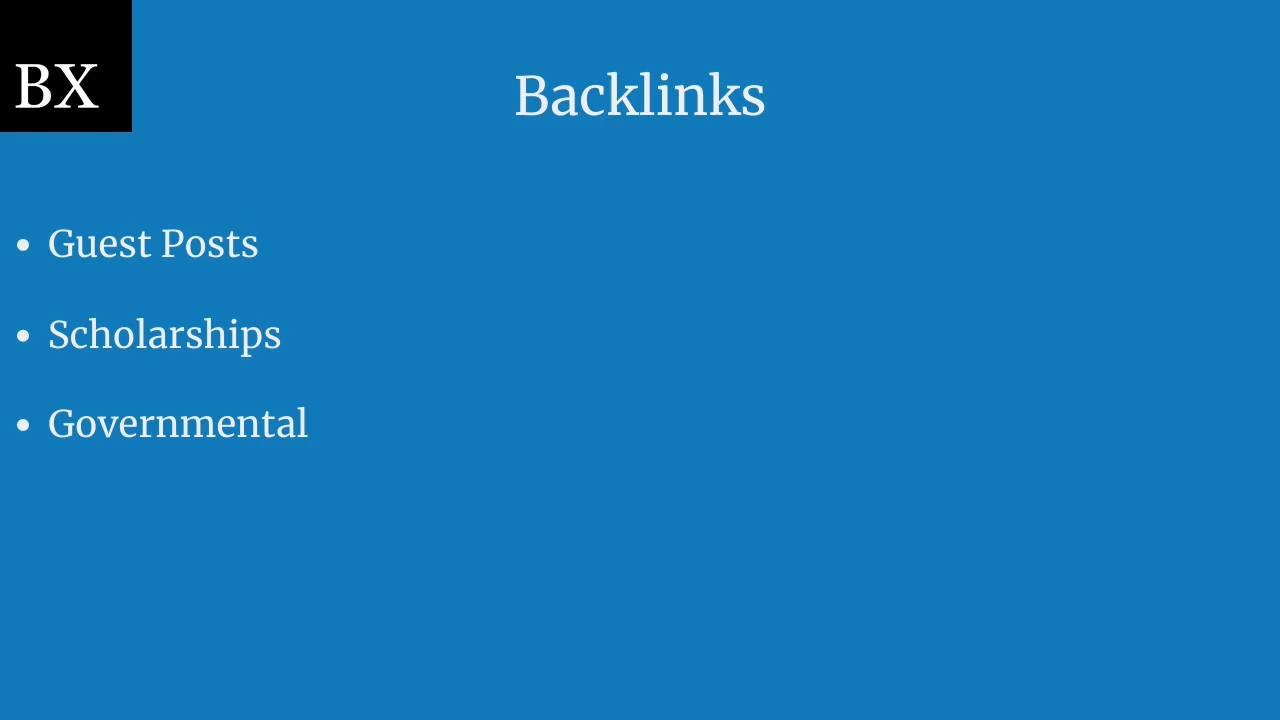 BX
Backlinks
• Guest Posts
• Scholarships
• Governmental